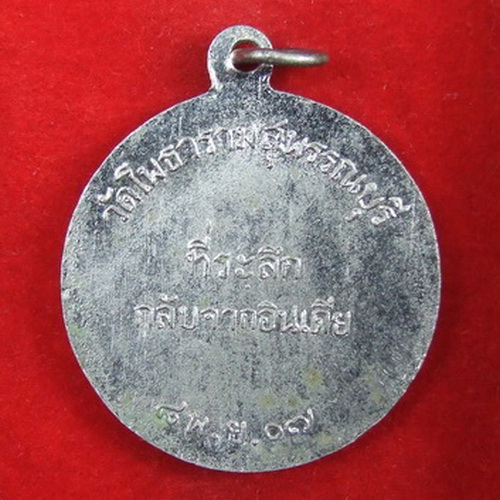 วัดโพธาราม สุพรรณบุรี
ที่ระลึก
กลับจากอินเดีย
๘ พ.ย. ๑๗